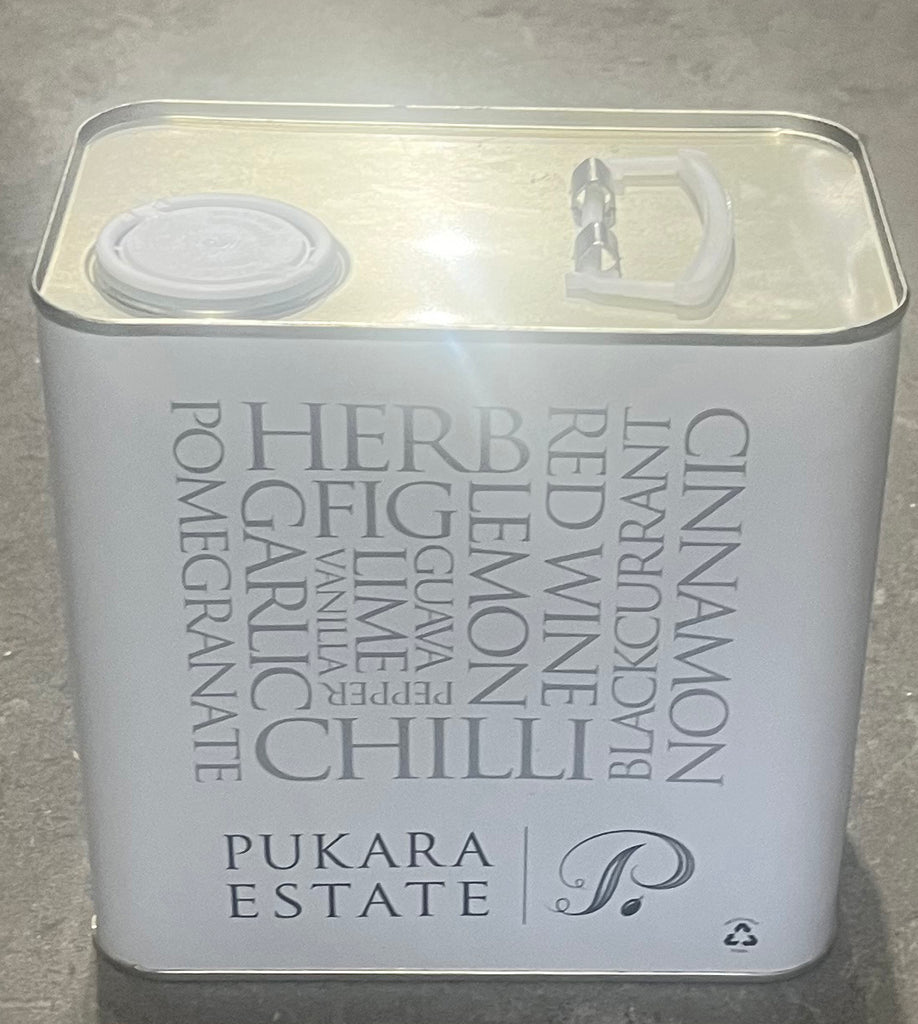 POMEGRANATE
HERB
GARLIC
FIG
VANILLA
LIME
GUAVA
PEPPER
LEMON
RED WINE
BLACKCURRANT
CINNAMON
CHILLI
PUKARA
ESTATE
P